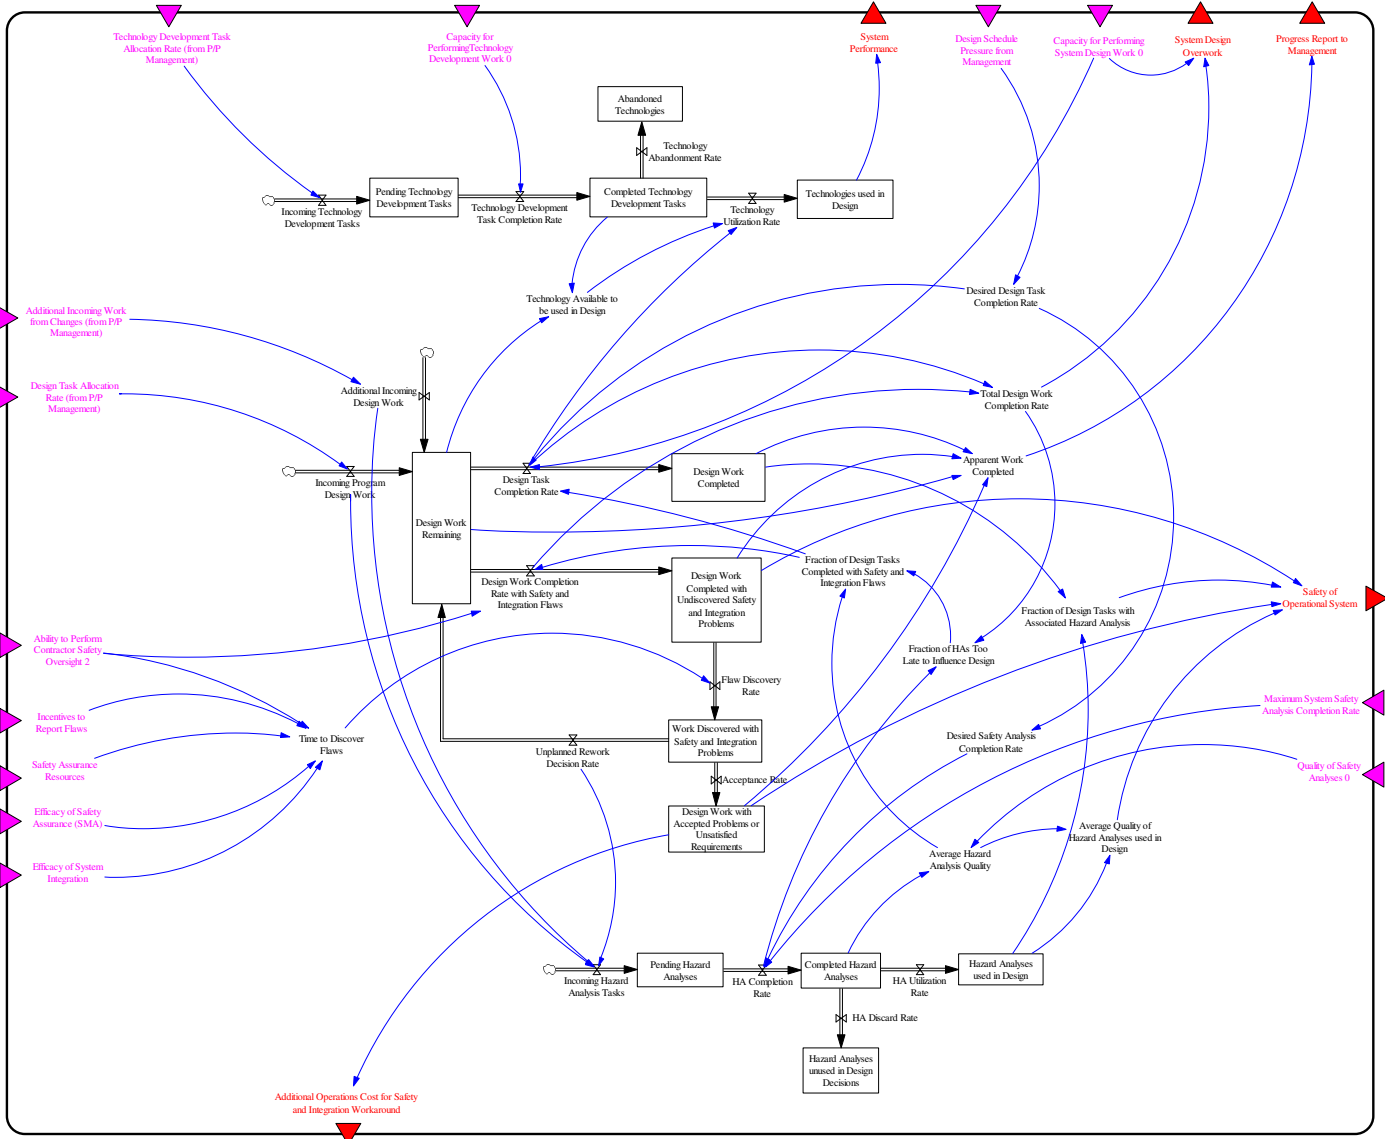 Technology Development Task
Allocation Rate (from P/P
Management)
Capacity for
PerformingTechnology
Development Work 0
System
Performance
Design Schedule
Pressure from
Management
Capacity for Performing
System Design Work 0
System Design
Overwork
Progress Report to
Management
Abandoned
Technologies
Technology
Abandonment Rate
Pending Technology
Development Tasks
Completed Technology
Development Tasks
Technologies used in
Design
Incoming Technology
Development Tasks
Technology Development
Task Completion Rate
Technology
Utilization Rate
Technology Available to
be used in Design
Desired Design Task
Completion Rate
Additional Incoming Work
from Changes (from P/P
Management)
Design Task Allocation
Rate (from P/P
Management)
Additional Incoming
Design Work
Total Design Work
Completion Rate
Incoming Program
Design Work
Design Task
Completion Rate
Design Work
Completed
Apparent Work
Completed
Design Work
Remaining
Design Work Completion
Rate with Safety and
Integration Flaws
Design Work
Completed with
Undiscovered Safety
and Integration
Problems
Fraction of Design Tasks
Completed with Safety and
Integration Flaws
Fraction of Design Tasks with
Associated Hazard Analysis
Safety of
Operational System
Fraction of HAs Too
Late to Influence Design
Ability to Perform
Contractor Safety
Oversight 2
Flaw Discovery
Rate
Maximum System Safety
Analysis Completion Rate
Incentives to
Report Flaws
Time to Discover
Flaws
Work Discovered with
Safety and Integration
Problems
Unplanned Rework
Decision Rate
Desired Safety Analysis
Completion Rate
Safety Assurance
Resources
Quality of Safety
Analyses 0
Acceptance Rate
Efficacy of Safety
Assurance (SMA)
Design Work with
Accepted Problems or
Unsatisfied
Requirements
Average Quality of
Hazard Analyses used in
Design
Average Hazard
Analysis Quality
Efficacy of System
Integration
Incoming Hazard
Analysis Tasks
Pending Hazard
Analyses
HA Completion
Rate
Completed Hazard
Analyses
HA Utilization
Rate
Hazard Analyses
used in Design
HA Discard Rate
Hazard Analyses
unused in Design
Decisions
Additional Operations Cost for Safety
and Integration Workaround